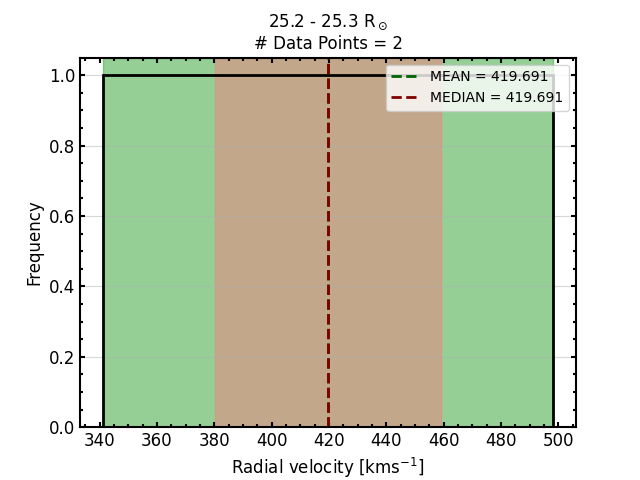 25.2 - 25.3 R⊙
# Data Points = 2
MEAN = 419.691
MEDIAN = 419.691
Frequency
1.0
0.8
0.6
0.4
0.2
0.0
340 360 380 400 420 440 460 480 500
Radial velocity [kms⁻¹]